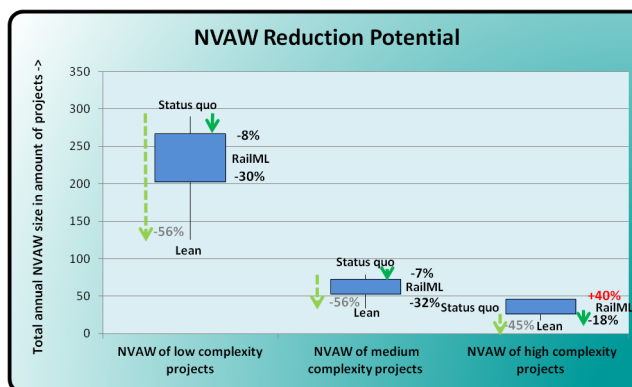 NVAW Reduction Potential
Total annual NVAW size in amount of projects ->
350
300
250
200
150
100
50
0
Status quo
-8%
RailML
-30%
-56%
Lean
Status quo
-7%
RailML
-56%
-32%
Lean
+40%
Status quo
RailML
-18%
-45%
Lean
NVAW of low complexity
projects
NVAW of medium
complexity projects
NVAW of high complexity
projects